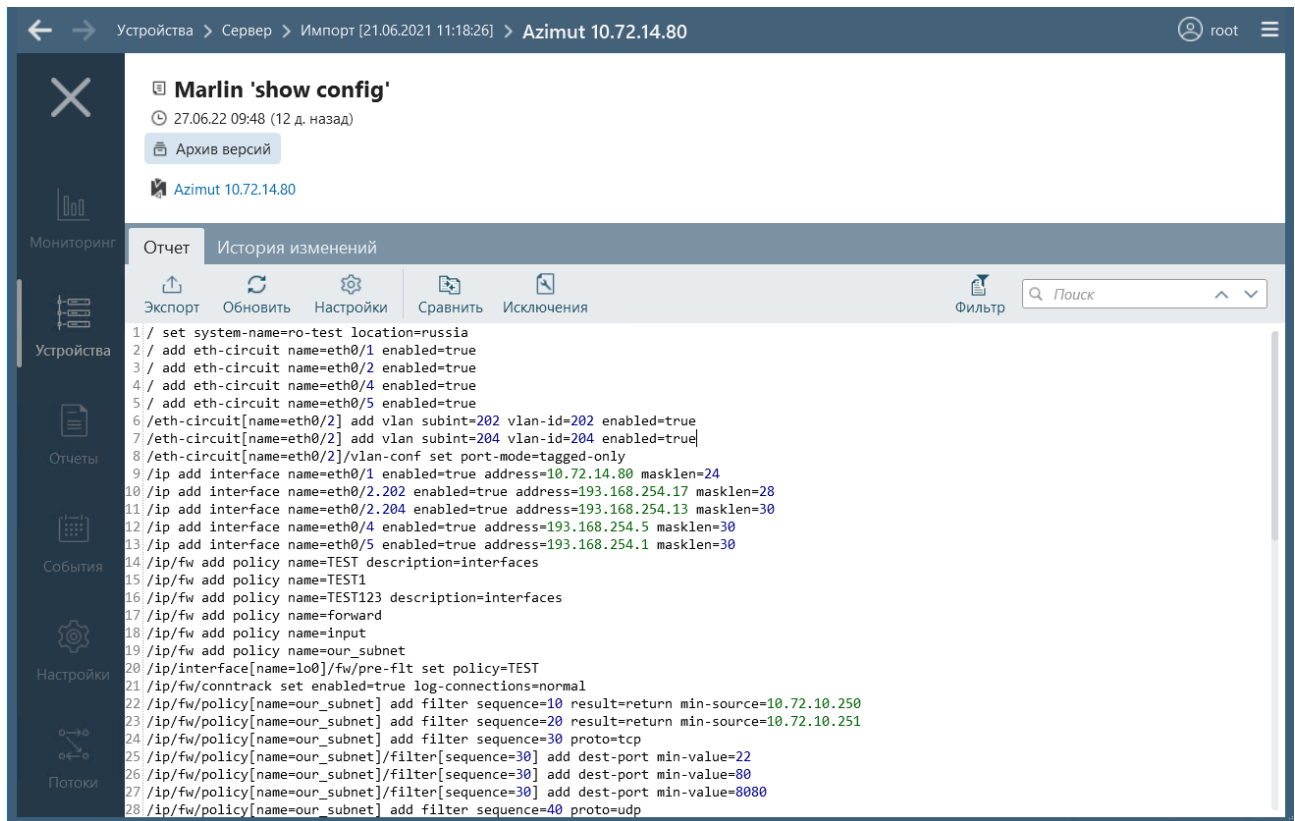 Устройства > Сервер > Импорт [21.06.2021 11:18:26] > Azimut 10.72.14.80
root
Marlin 'show config'
27.06.22 09:48 (12 д. назад)
Архив версий
Azimut 10.72.14.80
Мониторинг
Устройства
Отчеты
События
Настройки
Потоки
Отчет История изменений
Экспорт Обновить Настройки Сравнить Исключения Фильтр Поиск
1 / set system-name=ro-test location=russia
2 / add eth-circuit name=eth0/1 enabled=true
3 / add eth-circuit name=eth0/2 enabled=true
4 / add eth-circuit name=eth0/4 enabled=true
5 / add eth-circuit name=eth0/5 enabled=true
6 /eth-circuit[name=eth0/2] add vlan subint=202 vlan-id=202 enabled=true
7 /eth-circuit[name=eth0/2] add vlan subint=204 vlan-id=204 enabled=true
8 /eth-circuit[name=eth0/2]/vlan-conf set port-mode=tagged-only
9 /ip add interface name=eth0/1 enabled=true address=10.72.14.80 masklen=24
10 /ip add interface name=eth0/2.202 enabled=true address=193.168.254.17 masklen=28
11 /ip add interface name=eth0/2.204 enabled=true address=193.168.254.13 masklen=30
12 /ip add interface name=eth0/4 enabled=true address=193.168.254.5 masklen=30
13 /ip add interface name=eth0/5 enabled=true address=193.168.254.1 masklen=30
14 /ip/fw add policy name=TEST description=interfaces
15 /ip/fw add policy name=TEST1
16 /ip/fw add policy name=TEST123 description=interfaces
17 /ip/fw add policy name=forward
18 /ip/fw add policy name=input
19 /ip/fw add policy name=our_subnet
20 /ip/interface[name=lo0]/fw/pre-flt set policy=TEST
21 /ip/fw/conntrack set enabled=true log-connections=normal
22 /ip/fw/policy[name=our_subnet] add filter sequence=10 result=return min-source=10.72.10.250
23 /ip/fw/policy[name=our_subnet] add filter sequence=20 result=return min-source=10.72.10.251
24 /ip/fw/policy[name=our_subnet] add filter sequence=30 proto=tcp
25 /ip/fw/policy[name=our_subnet]/filter[sequence=30] add dest-port min-value=22
26 /ip/fw/policy[name=our_subnet]/filter[sequence=30] add dest-port min-value=80
27 /ip/fw/policy[name=our_subnet]/filter[sequence=30] add dest-port min-value=8080
28 /ip/fw/policy[name=our_subnet] add filter sequence=40 proto=udp